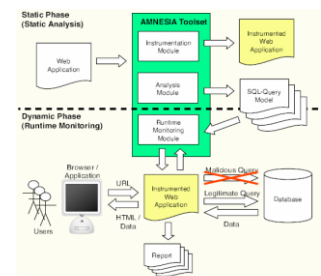 Static Phase
(Static Analysis)
AMNESIA Toolset
Web
Application
Instrumentation
Module
Instrumented
Web
Application
Analysis
Module
SQL-Query
Model
Dynamic Phase
(Runtime Monitoring)
Runtime
Monitoring
Module
Browser /
Application
URL
HTML /
Data
Users
Instrumented
Web
Application
Malicious Query
Legitimate Query
Data
Database
Report